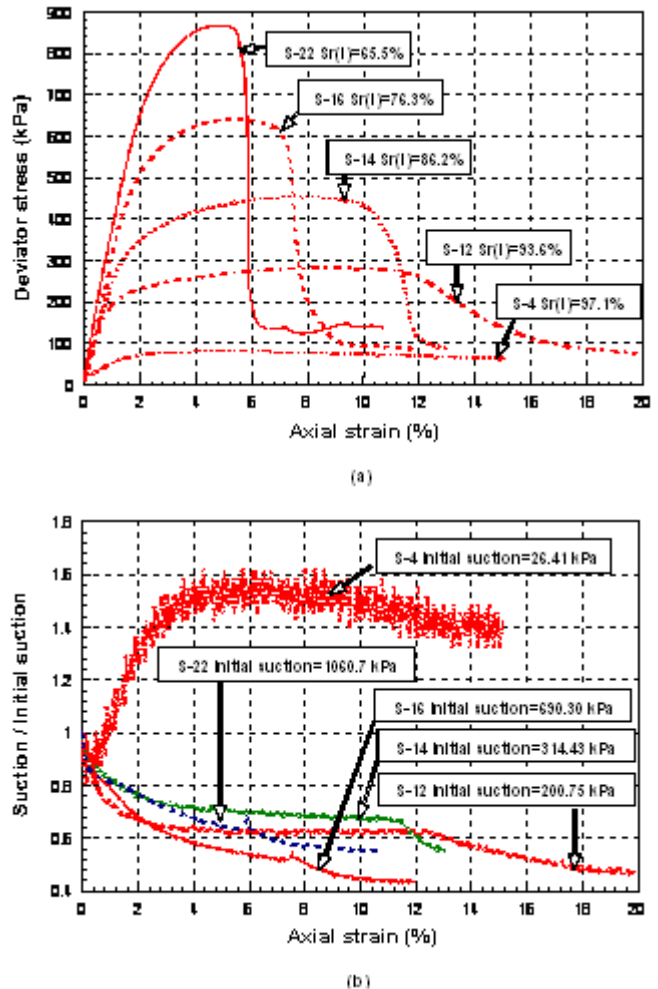 900
800
700
600
500
400
300
200
100
0
Deviator stress (kPa)
S-22 Sr(I)=65.5%
S-16 Sr(I)=76.3%
S-14 Sr(I)=86.2%
S-12 Sr(I)=93.6%
S-4 Sr(I)=97.1%
0 2 4 6 8 10 12 14 16 18 20
Axial strain (%)
(a)
1.8
1.6
1.4
1.2
1
0.8
0.6
0.4
Suction / Initial suction
S-4 Initial suction=26.41 kPa
S-22 Initial suction=1060.7 kPa
S-16 Initial suction=690.30 kPa
S-14 Initial suction=314.43 kPa
S-12 Initial suction=200.75 kPa
0 2 4 6 8 10 12 14 16 18 20
Axial strain (%)
(b)